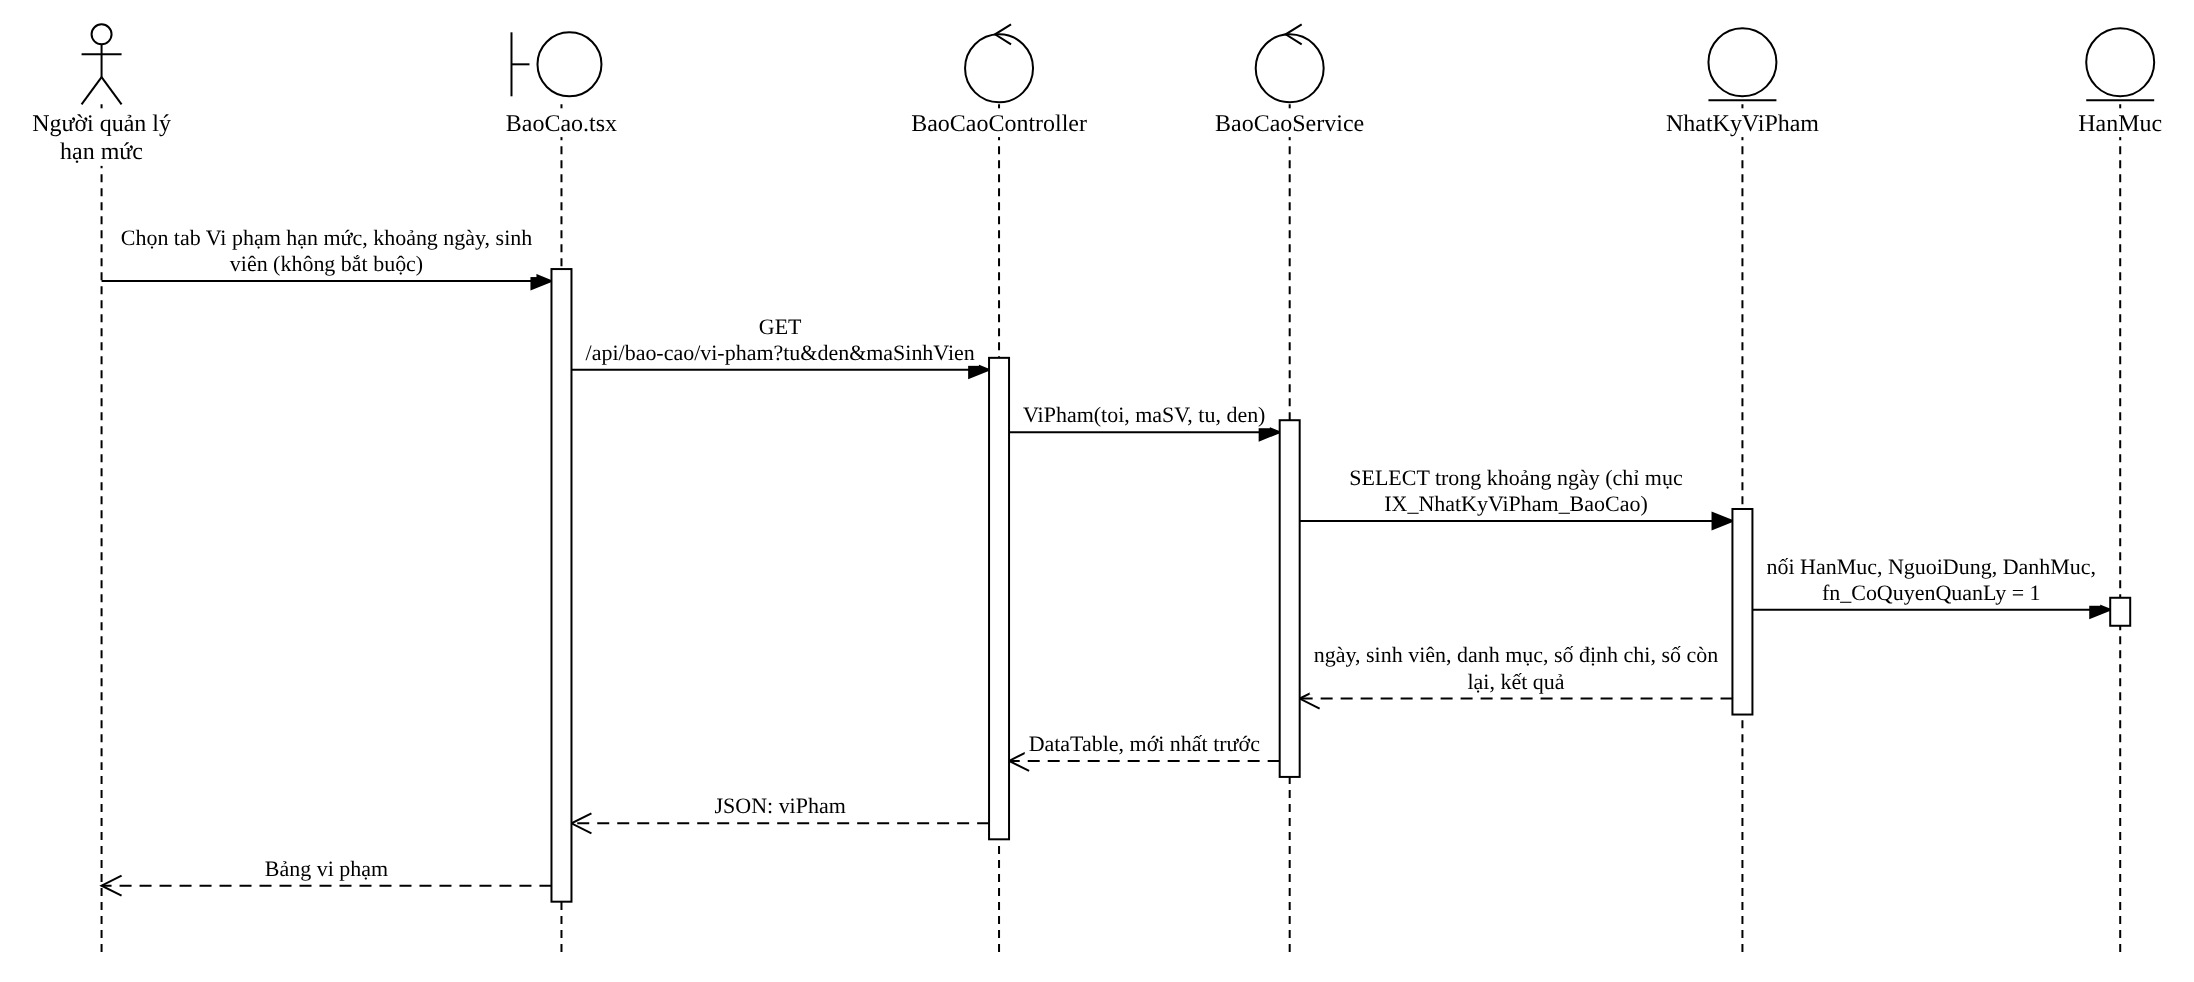 Người quản lý
hạn mức
BaoCao.tsx
BaoCaoController
BaoCaoService
NhatKyViPham
HanMuc
Chọn tab Vi phạm hạn mức, khoảng ngày, sinh
viên (không bắt buộc)
GET
/api/bao-cao/vi-pham?tu&den&maSinhVien
ViPham(toi, maSV, tu, den)
SELECT trong khoảng ngày (chỉ mục
IX_NhatKyViPham_BaoCao)
nối HanMuc, NguoiDung, DanhMuc,
fn_CoQuyenQuanLy = 1
ngày, sinh viên, danh mục, số định chi, số còn
lại, kết quả
DataTable, mới nhất trước
JSON: viPham
Bảng vi phạm